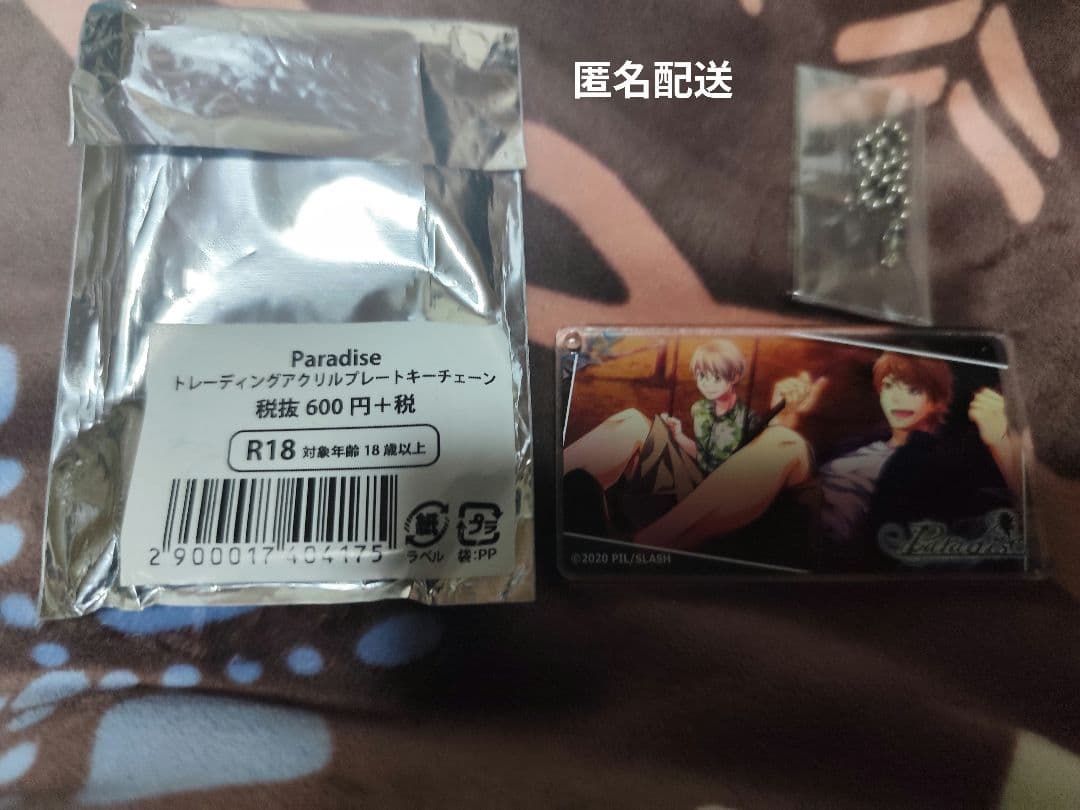 匿名配送
Paradise
トレーディングアクリルプレートキーチェーン
税抜 600 円+税
R18 対象年齢 18 歳以上
2 900017 404175
紙
プラ
ラベル
袋:PP
©2020 PIL/SLASH
Paradise